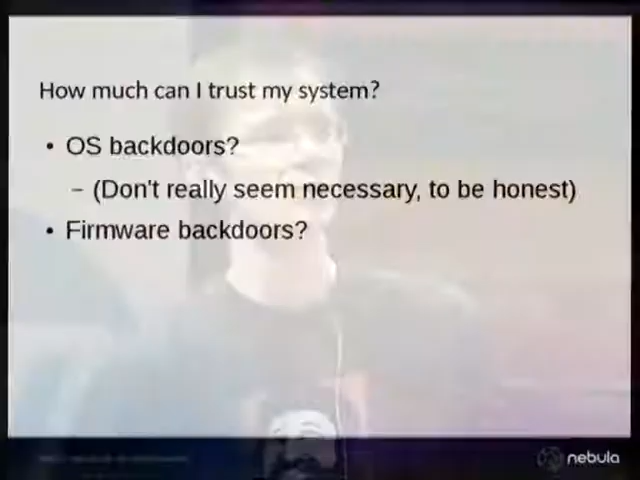 How much can I trust my system?
• OS backdoors?
– (Don't really seem necessary, to be honest)
• Firmware backdoors?
nebula